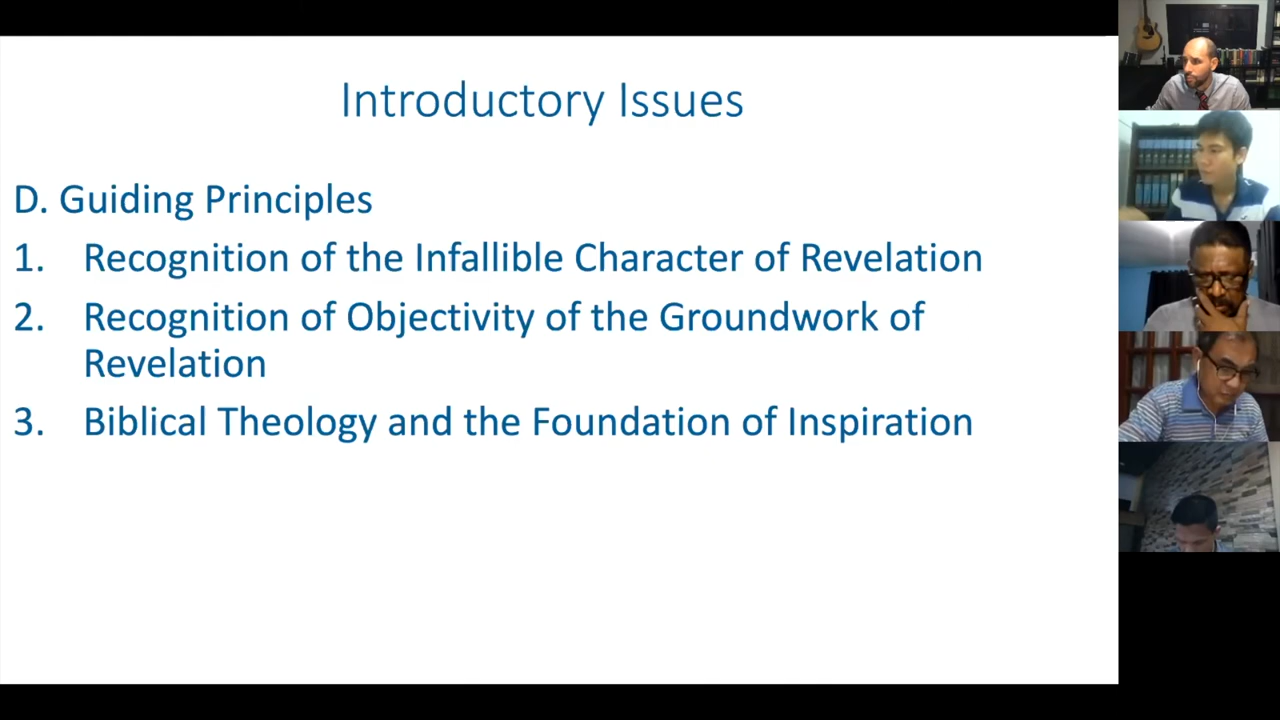 Introductory Issues
D. Guiding Principles
1. Recognition of the Infallible Character of Revelation
2. Recognition of Objectivity of the Groundwork of
Revelation
3. Biblical Theology and the Foundation of Inspiration